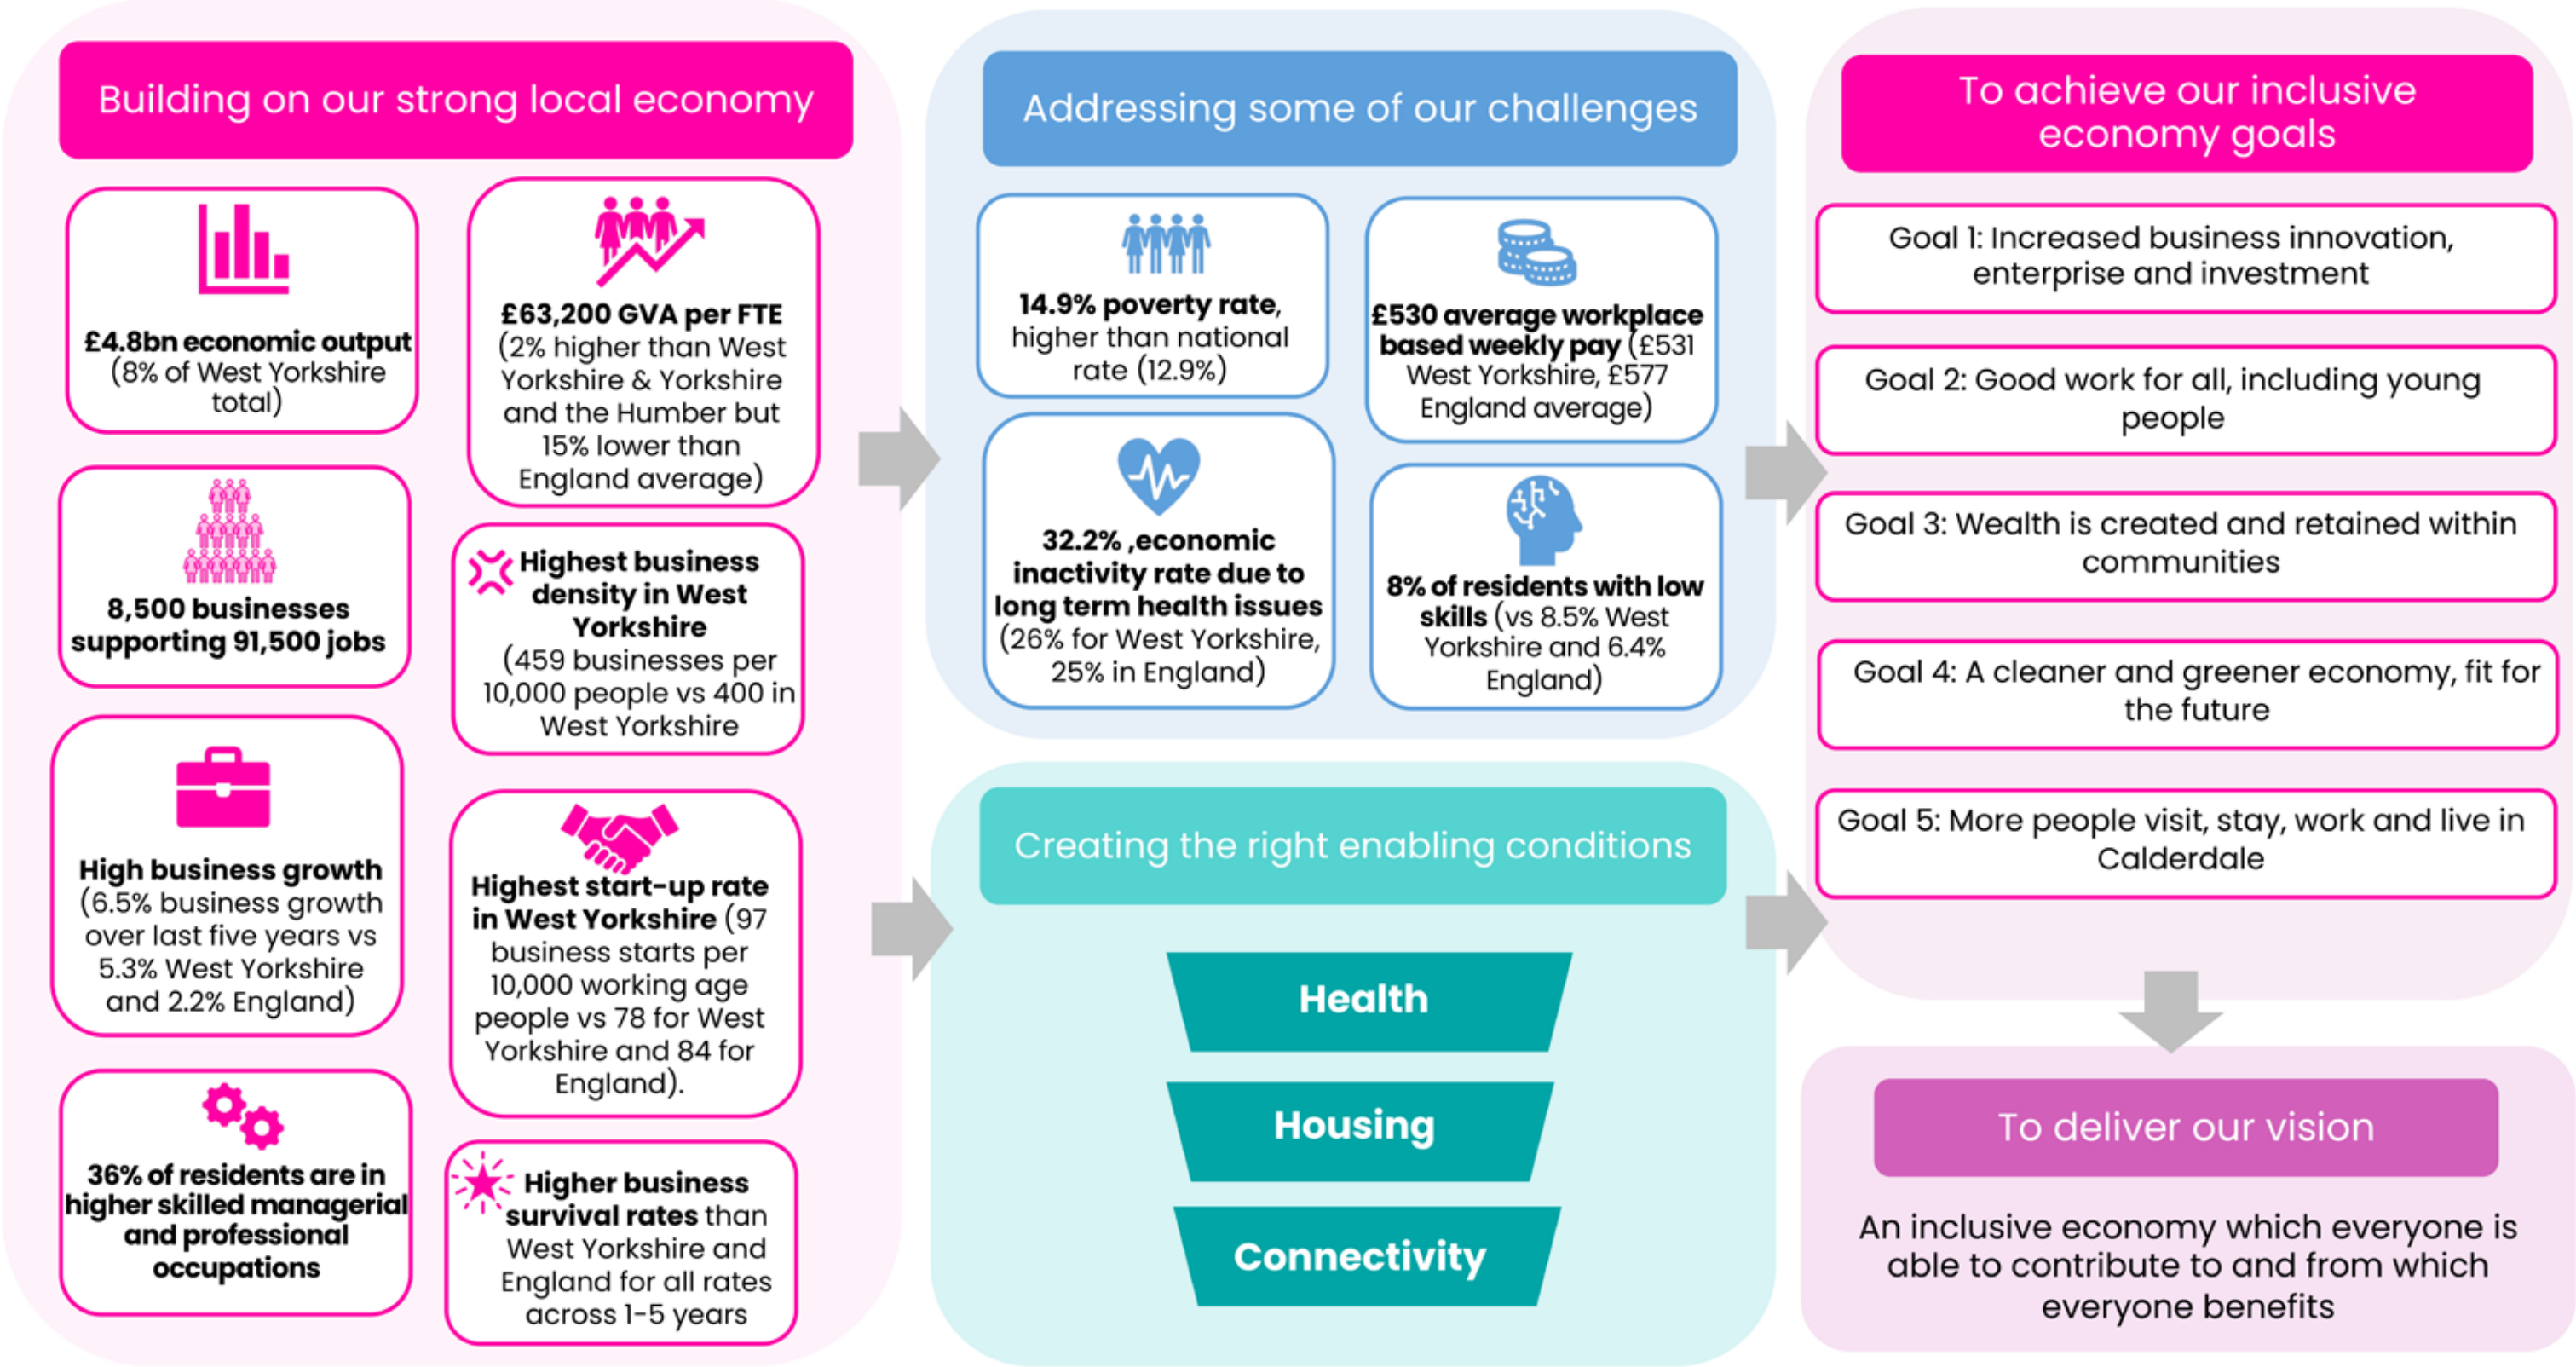 Building on our strong local economy
£4.8bn economic output
(8% of West Yorkshire
total)
8,500 businesses
supporting 91,500 jobs
High business growth
(6.5% business growth
over last five years vs
5.3% West Yorkshire
and 2.2% England)
36% of residents are in
higher skilled managerial
and professional
occupations
£63,200 GVA per FTE
(2% higher than West
Yorkshire & Yorkshire
and the Humber but
15% lower than
England average)
Highest business
density in West
Yorkshire
(459 businesses per
10,000 people vs 400 in
West Yorkshire
Highest start-up rate
in West Yorkshire (97
business starts per
10,000 working age
people vs 78 for West
Yorkshire and 84 for
England).
Higher business
survival rates than
West Yorkshire and
England for all rates
across 1-5 years
Addressing some of our challenges
14.9% poverty rate,
higher than national
rate (12.9%)
£530 average workplace
based weekly pay (£531
West Yorkshire, £577
England average)
32.2% ,economic
inactivity rate due to
long term health issues
(26% for West Yorkshire,
25% in England)
8% of residents with low
skills (vs 8.5% West
Yorkshire and 6.4%
England)
Creating the right enabling conditions
Health
Housing
Connectivity
To achieve our inclusive
economy goals
Goal 1: Increased business innovation,
enterprise and investment
Goal 2: Good work for all, including young
people
Goal 3: Wealth is created and retained within
communities
Goal 4: A cleaner and greener economy, fit for
the future
Goal 5: More people visit, stay, work and live in
Calderdale
To deliver our vision
An inclusive economy which everyone is
able to contribute to and from which
everyone benefits